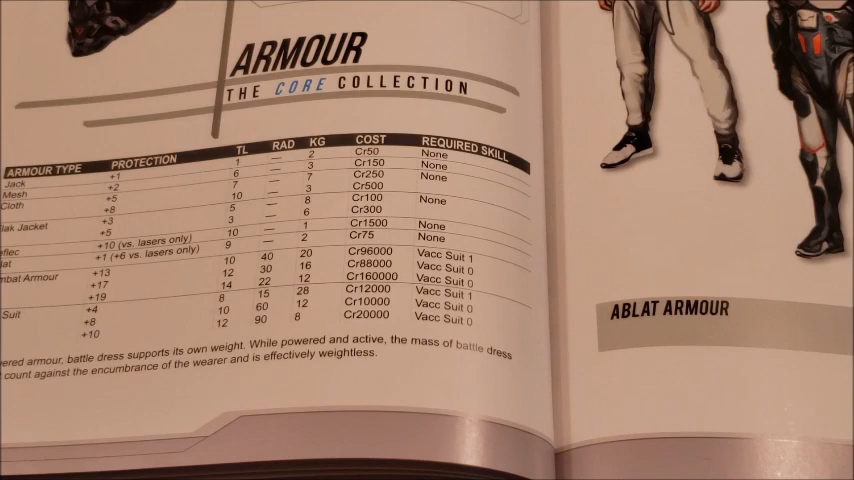 ARMOUR
THE CORE COLLECTION
ARMOUR TYPE PROTECTION TL RAD KG COST REQUIRED SKILL
Jack +1 1 — 2 Cr50 None
Mesh +2 6 — 3 Cr150 None
Cloth +5 7 — 7 Cr250 None
+8 10 3 Cr500
lak Jacket +3 5 — 8 Cr100 None
+5 3 6 Cr300
eflec +10 (vs. lasers only) 10 — 1 Cr1500 None
lat +1 (+6 vs. lasers only) 9 — 2 Cr75 None
mbat Armour +13 10 40 20 Cr96000 Vacc Suit 1
+17 12 30 16 Cr88000 Vacc Suit 0
+19 14 22 12 Cr160000 Vacc Suit 0
Suit +4 8 15 28 Cr12000 Vacc Suit 1
+8 10 60 12 Cr10000 Vacc Suit 0
+10 12 90 8 Cr20000 Vacc Suit 0
ered armour, battle dress supports its own weight. While powered and active, the mass of battle dress
t count against the encumbrance of the wearer and is effectively weightless.
ABLAT ARMOUR